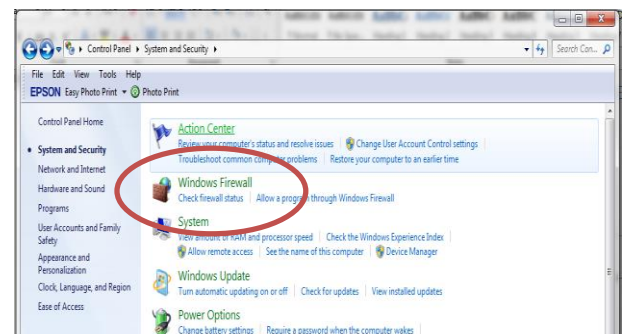 Control Panel ▸ System and Security ▸
Search Con...
File Edit View Tools Help
EPSON Easy Photo Print Photo Print
Control Panel Home
System and Security
Network and Internet
Hardware and Sound
Programs
User Accounts and Family
Safety
Appearance and
Personalization
Clock, Language, and Region
Ease of Access
Action Center
Review your computer's status and resolve issues Change User Account Control settings
Troubleshoot common computer problems Restore your computer to an earlier time
Windows Firewall
Check firewall status Allow a program through Windows Firewall
System
View amount of RAM and processor speed Check the Windows Experience Index
Allow remote access See the name of this computer Device Manager
Windows Update
Turn automatic updating on or off Check for updates View installed updates
Power Options
Change battery settings Require a password when the computer wakes